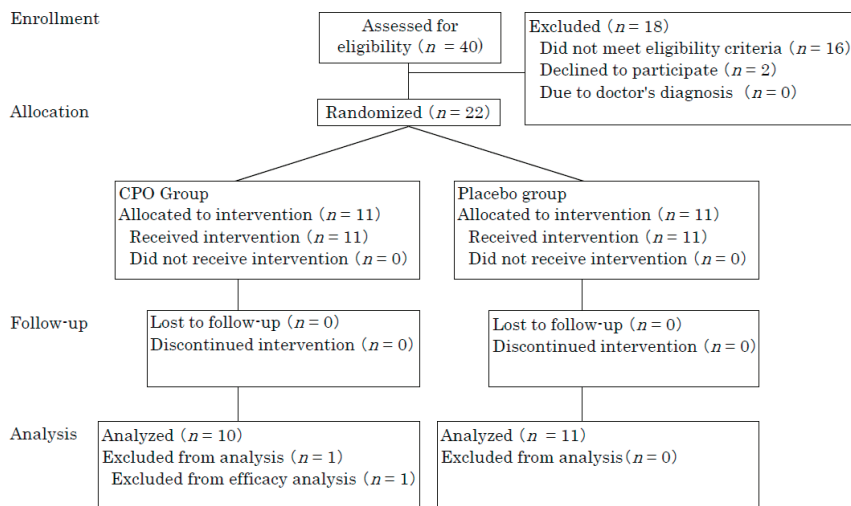 Enrollment
Assessed for
eligibility (n = 40)
Excluded (n = 18)
Did not meet eligibility criteria (n = 16)
Declined to participate (n = 2)
Due to doctor's diagnosis (n = 0)
Allocation
Randomized (n = 22)
CPO Group
Allocated to intervention (n = 11)
Received intervention (n = 11)
Did not receive intervention (n = 0)
Placebo group
Allocated to intervention (n = 11)
Received intervention (n = 11)
Did not receive intervention (n = 0)
Follow-up
Lost to follow-up (n = 0)
Discontinued intervention (n = 0)
Lost to follow-up (n = 0)
Discontinued intervention (n = 0)
Analysis
Analyzed (n = 10)
Excluded from analysis (n = 1)
Excluded from efficacy analysis (n = 1)
Analyzed (n = 11)
Excluded from analysis (n = 0)